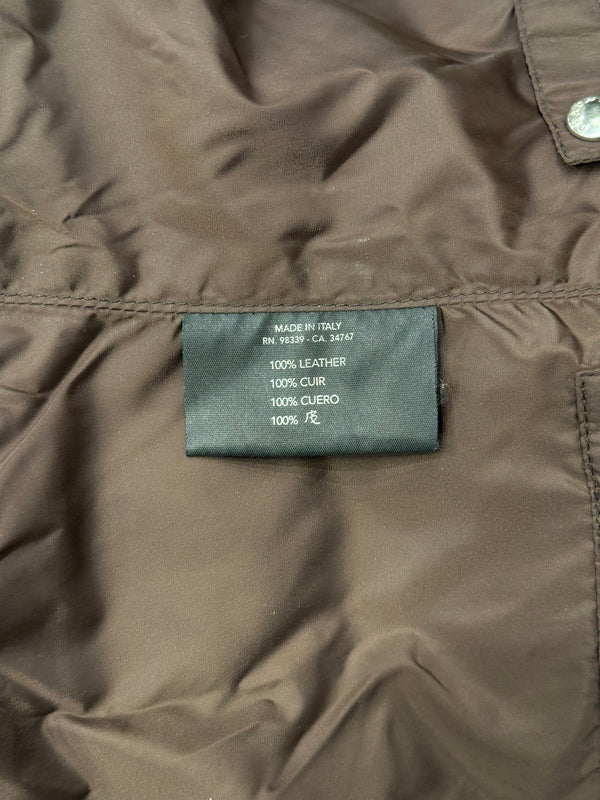 MADE IN ITALY
RN. 98339 - CA. 34767
100% LEATHER
100% CUIR
100% CUERO
100% 皮